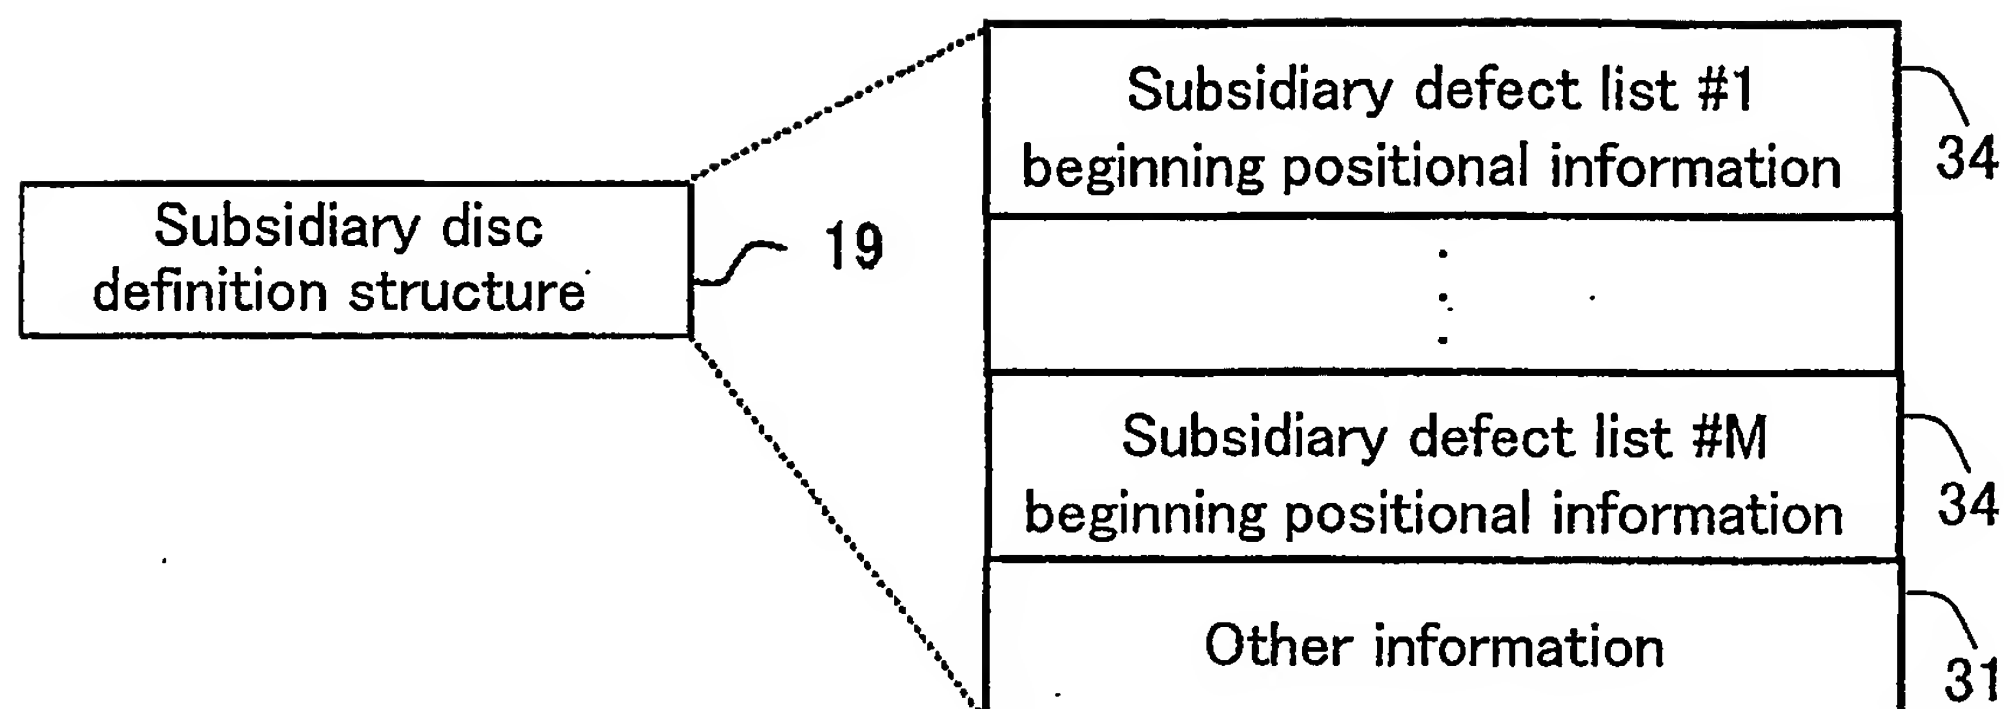 Subsidiary disc
definition structure
19
Subsidiary defect list #1
beginning positional information
34
Subsidiary defect list #M
beginning positional information
34
Other information
31